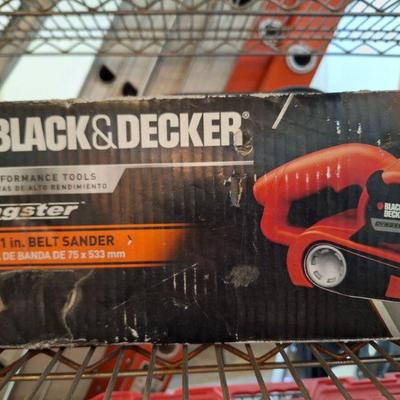 BLACK&DECKER®
FORMANCE TOOLS
TAS DE ALTO RENDIMIENTO
agster
1 in. BELT SANDER
DE BANDA DE 75 x 533 mm
BLACK&
DECKER